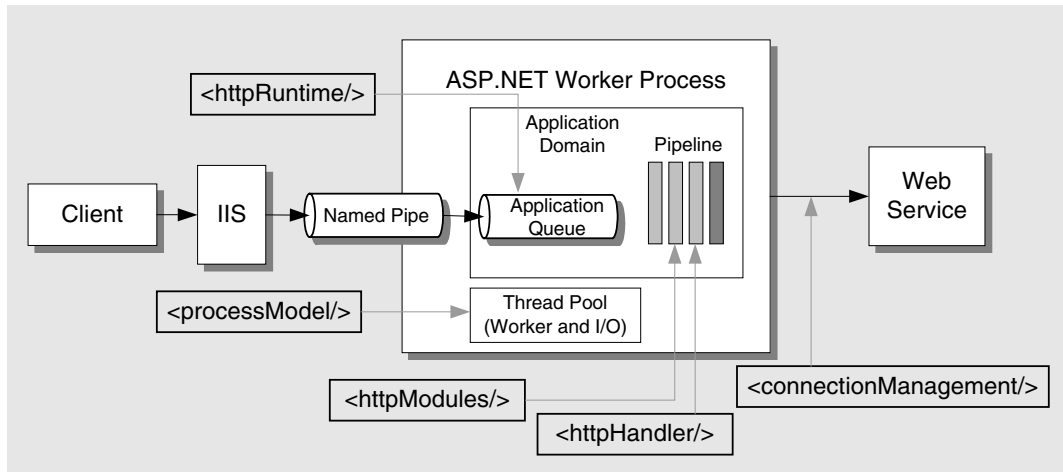 ASP.NET Worker Process
<httpRuntime/>
Application
Domain
Pipeline
Client
IIS
Named Pipe
Application
Queue
Web
Service
<processModel/>
Thread Pool
(Worker and I/O)
<httpModules/>
<httpHandler/>
<connectionManagement/>